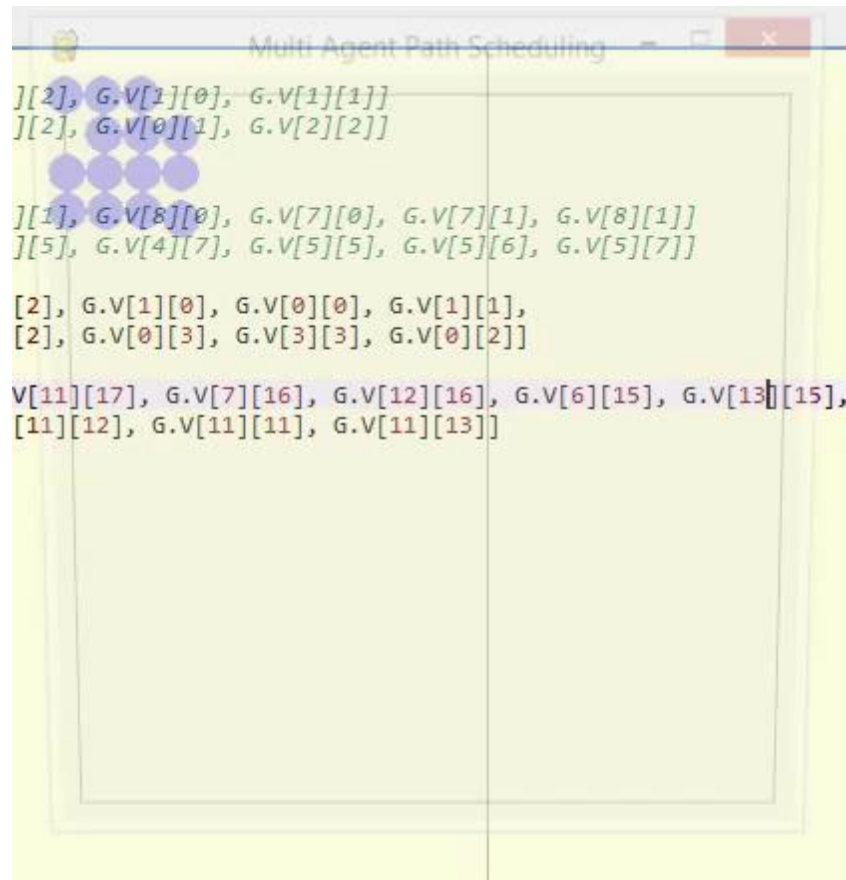 Multi Agent Path Scheduling
][2], G.V[1][0], G.V[1][1]]
][2], G.V[0][1], G.V[2][2]]
][1], G.V[8][0], G.V[7][0], G.V[7][1], G.V[8][1]]
][5], G.V[4][7], G.V[5][5], G.V[5][6], G.V[5][7]]
[2], G.V[1][0], G.V[0][0], G.V[1][1],
[2], G.V[0][3], G.V[3][3], G.V[0][2]]
V[11][17], G.V[7][16], G.V[12][16], G.V[6][15], G.V[13][15],
[11][12], G.V[11][11], G.V[11][13]]